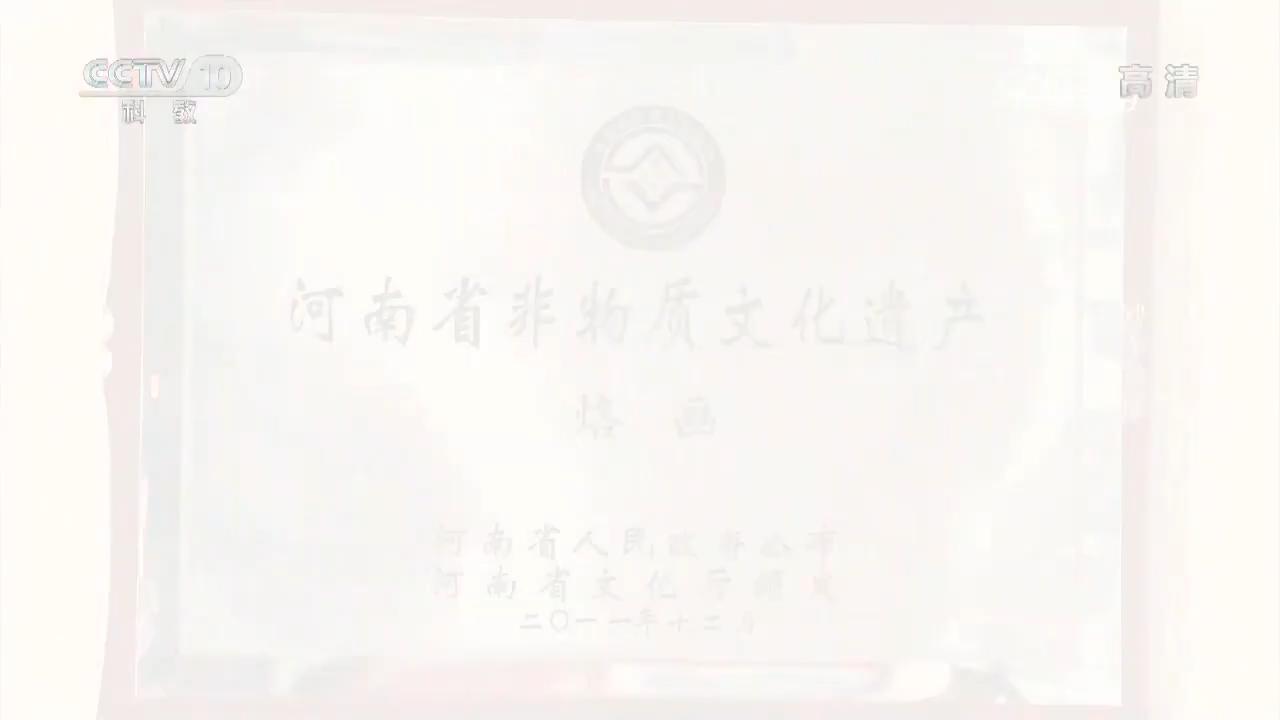 CCTV 10
科教
高清
河南省非物质文化遗产
烙画
河南省人民政府公布
河南省文化厅颁发
二〇一一年十二月